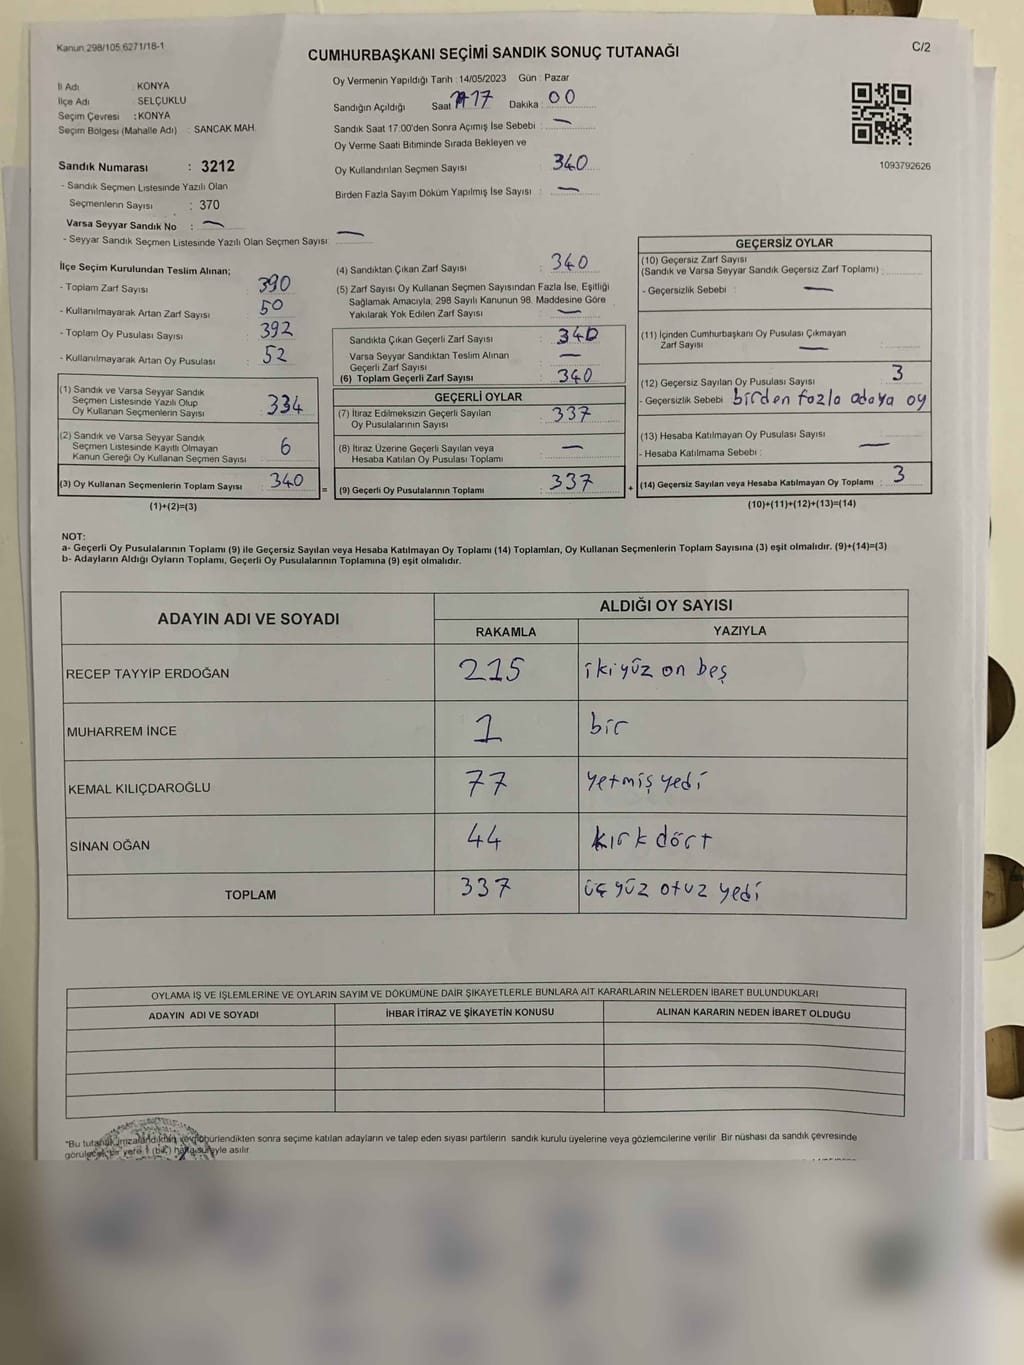 Kanun 298/105,6271/18-1
CUMHURBAŞKANI SEÇİMİ SANDIK SONUÇ TUTANAĞI
C/2
İl Adı : KONYA
İlçe Adı : SELÇUKLU
Seçim Çevresi : KONYA
Seçim Bölgesi (Mahalle Adı) : SANCAK MAH.
Sandık Numarası : 3212
- Sandık Seçmen Listesinde Yazılı Olan
Seçmenlerin Sayısı : 370
Varsa Seyyar Sandık No : —
- Seyyar Sandık Seçmen Listesinde Yazılı Olan Seçmen Sayısı: —
Oy Vermenin Yapıldığı Tarih : 14/05/2023 Gün : Pazar
Sandığın Açıldığı Saat 17 Dakika : 00
Sandık Saat 17.00'den Sonra Açımış İse Sebebi : —
Oy Verme Saati Bitiminde Sırada Bekleyen ve
Oy Kullandırılan Seçmen Sayısı : 340
Birden Fazla Sayım Döküm Yapılmış İse Sayısı : —
1093792626
İlçe Seçim Kurulundan Teslim Alınan;
- Toplam Zarf Sayısı : 390
- Kullanılmayarak Artan Zarf Sayısı : 50
- Toplam Oy Pusulası Sayısı : 392
- Kullanılmayarak Artan Oy Pusulası : 52
(1) Sandık ve Varsa Seyyar Sandık
Seçmen Listesinde Yazılı Olup
Oy Kullanan Seçmenlerin Sayısı : 334
(2) Sandık ve Varsa Seyyar Sandık
Seçmen Listesinde Kayıtlı Olmayan
Kanun Gereği Oy Kullanan Seçmen Sayısı : 6
(3) Oy Kullanan Seçmenlerin Toplam Sayısı : 340
(1)+(2)=(3)
(4) Sandıktan Çıkan Zarf Sayısı : 340
(5) Zarf Sayısı Oy Kullanan Seçmen Sayısından Fazla İse, Eşitliği
Sağlamak Amacıyla, 298 Sayılı Kanunun 98. Maddesine Göre
Yakılarak Yok Edilen Zarf Sayısı : —
Sandıkta Çıkan Geçerli Zarf Sayısı : 340
Varsa Seyyar Sandıktan Teslim Alınan
Geçerli Zarf Sayısı : —
(6) Toplam Geçerli Zarf Sayısı : 340
GEÇERLİ OYLAR
(7) İtiraz Edilmeksizin Geçerli Sayılan
Oy Pusulalarının Sayısı : 337
(8) İtiraz Üzerine Geçerli Sayılan veya
Hesaba Katılan Oy Pusulası Toplamı : —
= (9) Geçerli Oy Pusulalarının Toplamı : 337
GEÇERSİZ OYLAR
(10) Geçersiz Zarf Sayısı
(Sandık ve Varsa Seyyar Sandık Geçersiz Zarf Toplamı) :
- Geçersizlik Sebebi : —
(11) İçinden Cumhurbaşkanı Oy Pusulası Çıkmayan
Zarf Sayısı : —
(12) Geçersiz Sayılan Oy Pusulası Sayısı : 3
- Geçersizlik Sebebi : birden fazla adaya oy
(13) Hesaba Katılmayan Oy Pusulası Sayısı : —
- Hesaba Katılmama Sebebi :
+ (14) Geçersiz Sayılan veya Hesaba Katılmayan Oy Toplamı : 3
(10)+(11)+(12)+(13)=(14)
NOT:
a- Geçerli Oy Pusulalarının Toplamı (9) ile Geçersiz Sayılan veya Hesaba Katılmayan Oy Toplamı (14) Toplamları, Oy Kullanan Seçmenlerin Toplam Sayısına (3) eşit olmalıdır. (9)+(14)=(3)
b- Adayların Aldığı Oyların Toplamı, Geçerli Oy Pusulalarının Toplamına (9) eşit olmalıdır.
ADAYIN ADI VE SOYADI ALDIĞI OY SAYISI
RAKAMLA YAZIYLA
RECEP TAYYİP ERDOĞAN 215 ikiyüz on beş
MUHARREM İNCE 1 bir
KEMAL KILIÇDAROĞLU 77 yetmiş yedi
SİNAN OĞAN 44 kırk dört
TOPLAM 337 üç yüz otuz yedi
OYLAMA İŞ VE İŞLEMLERİNE VE OYLARIN SAYIM VE DÖKÜMÜNE DAİR ŞİKAYETLERLE BUNLARA AİT KARARLARIN NELERDEN İBARET BULUNDUKLARI
ADAYIN ADI VE SOYADI İHBAR İTİRAZ VE ŞİKAYETİN KONUSU ALINAN KARARIN NEDEN İBARET OLDUĞU
"Bu tutanak imzalandıktan ve mühürlendikten sonra seçime katılan adayların ve talep eden siyasi partilerin sandık kurulu üyelerine veya gözlemcilerine verilir. Bir nüshası da sandık çevresinde
görülecek bir yere 1 (bir) hafta süreyle asılır.